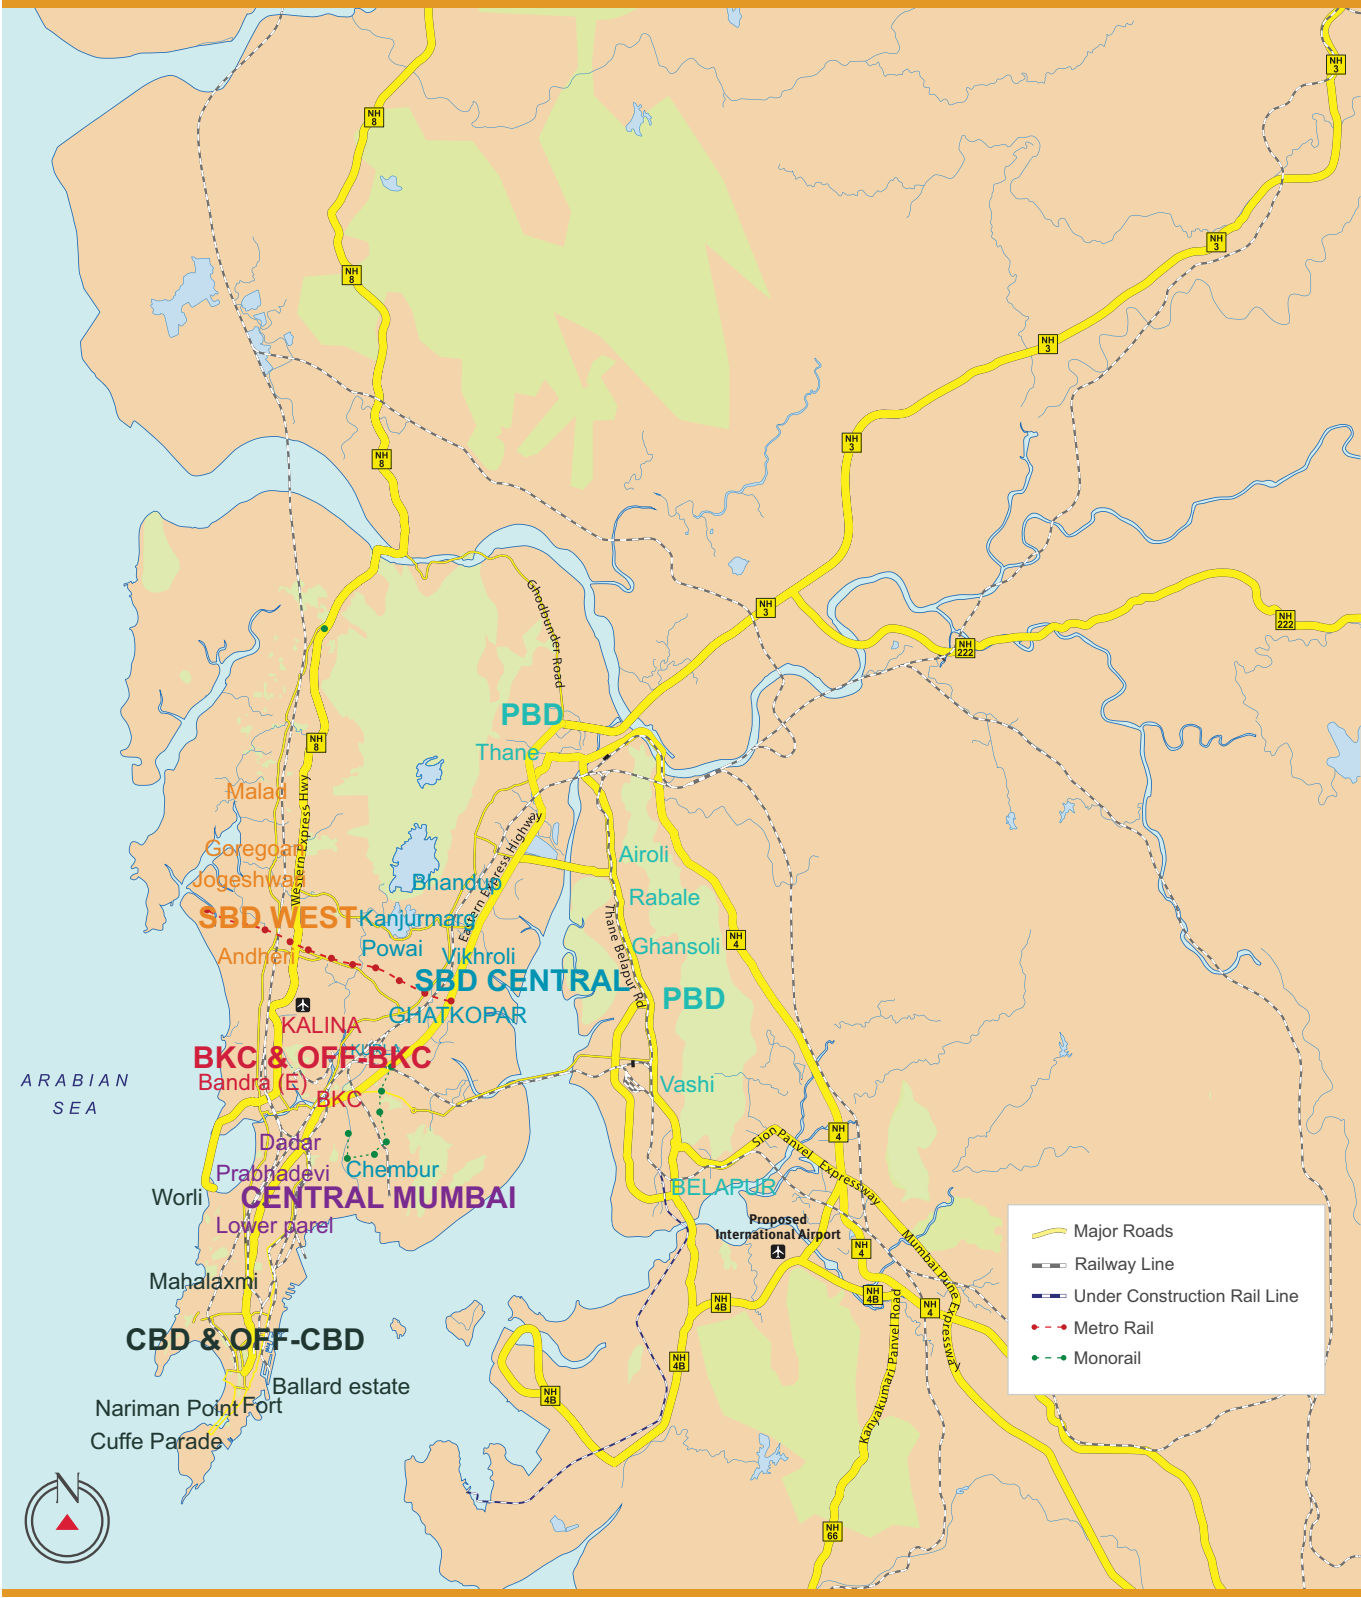 NH
3
NH
8
NH
3
NH
8
NH
3
NH
3
NH
8
Ghodbunder Road
NH
3
NH
222
NH
222
PBD
NH
8
Thane
Malad
Western Express Hwy
Eastern Express Highway
Goregoan
Airoli
Jogeshwari
Bhandup
Rabale
SBD WEST
Kanjurmarg
Thane Belapur Rd
NH
4
Ghansoli
Andheri
Powai
Vikhroli
SBD CENTRAL
PBD
GHATKOPAR
KALINA
KURLA
BKC & OFF-BKC
ARABIAN
SEA
Bandra (E)
BKC
Vashi
NH
4
Dadar
Sion Panvel Expressway
Prabhadevi
Chembur
BELAPUR
Worli
CENTRAL MUMBAI
Lower parel
Proposed
International Airport
NH
4
Mumbai Pune Expressway
Mahalaxmi
NH
4B
NH
4B
NH
4
Kanyakumari Panvel Road
CBD & OFF-CBD
NH
4B
Ballard estate
NH
4B
Nariman Point
Fort
Cuffe Parade
N
NH
66
Major Roads
Railway Line
Under Construction Rail Line
Metro Rail
Monorail